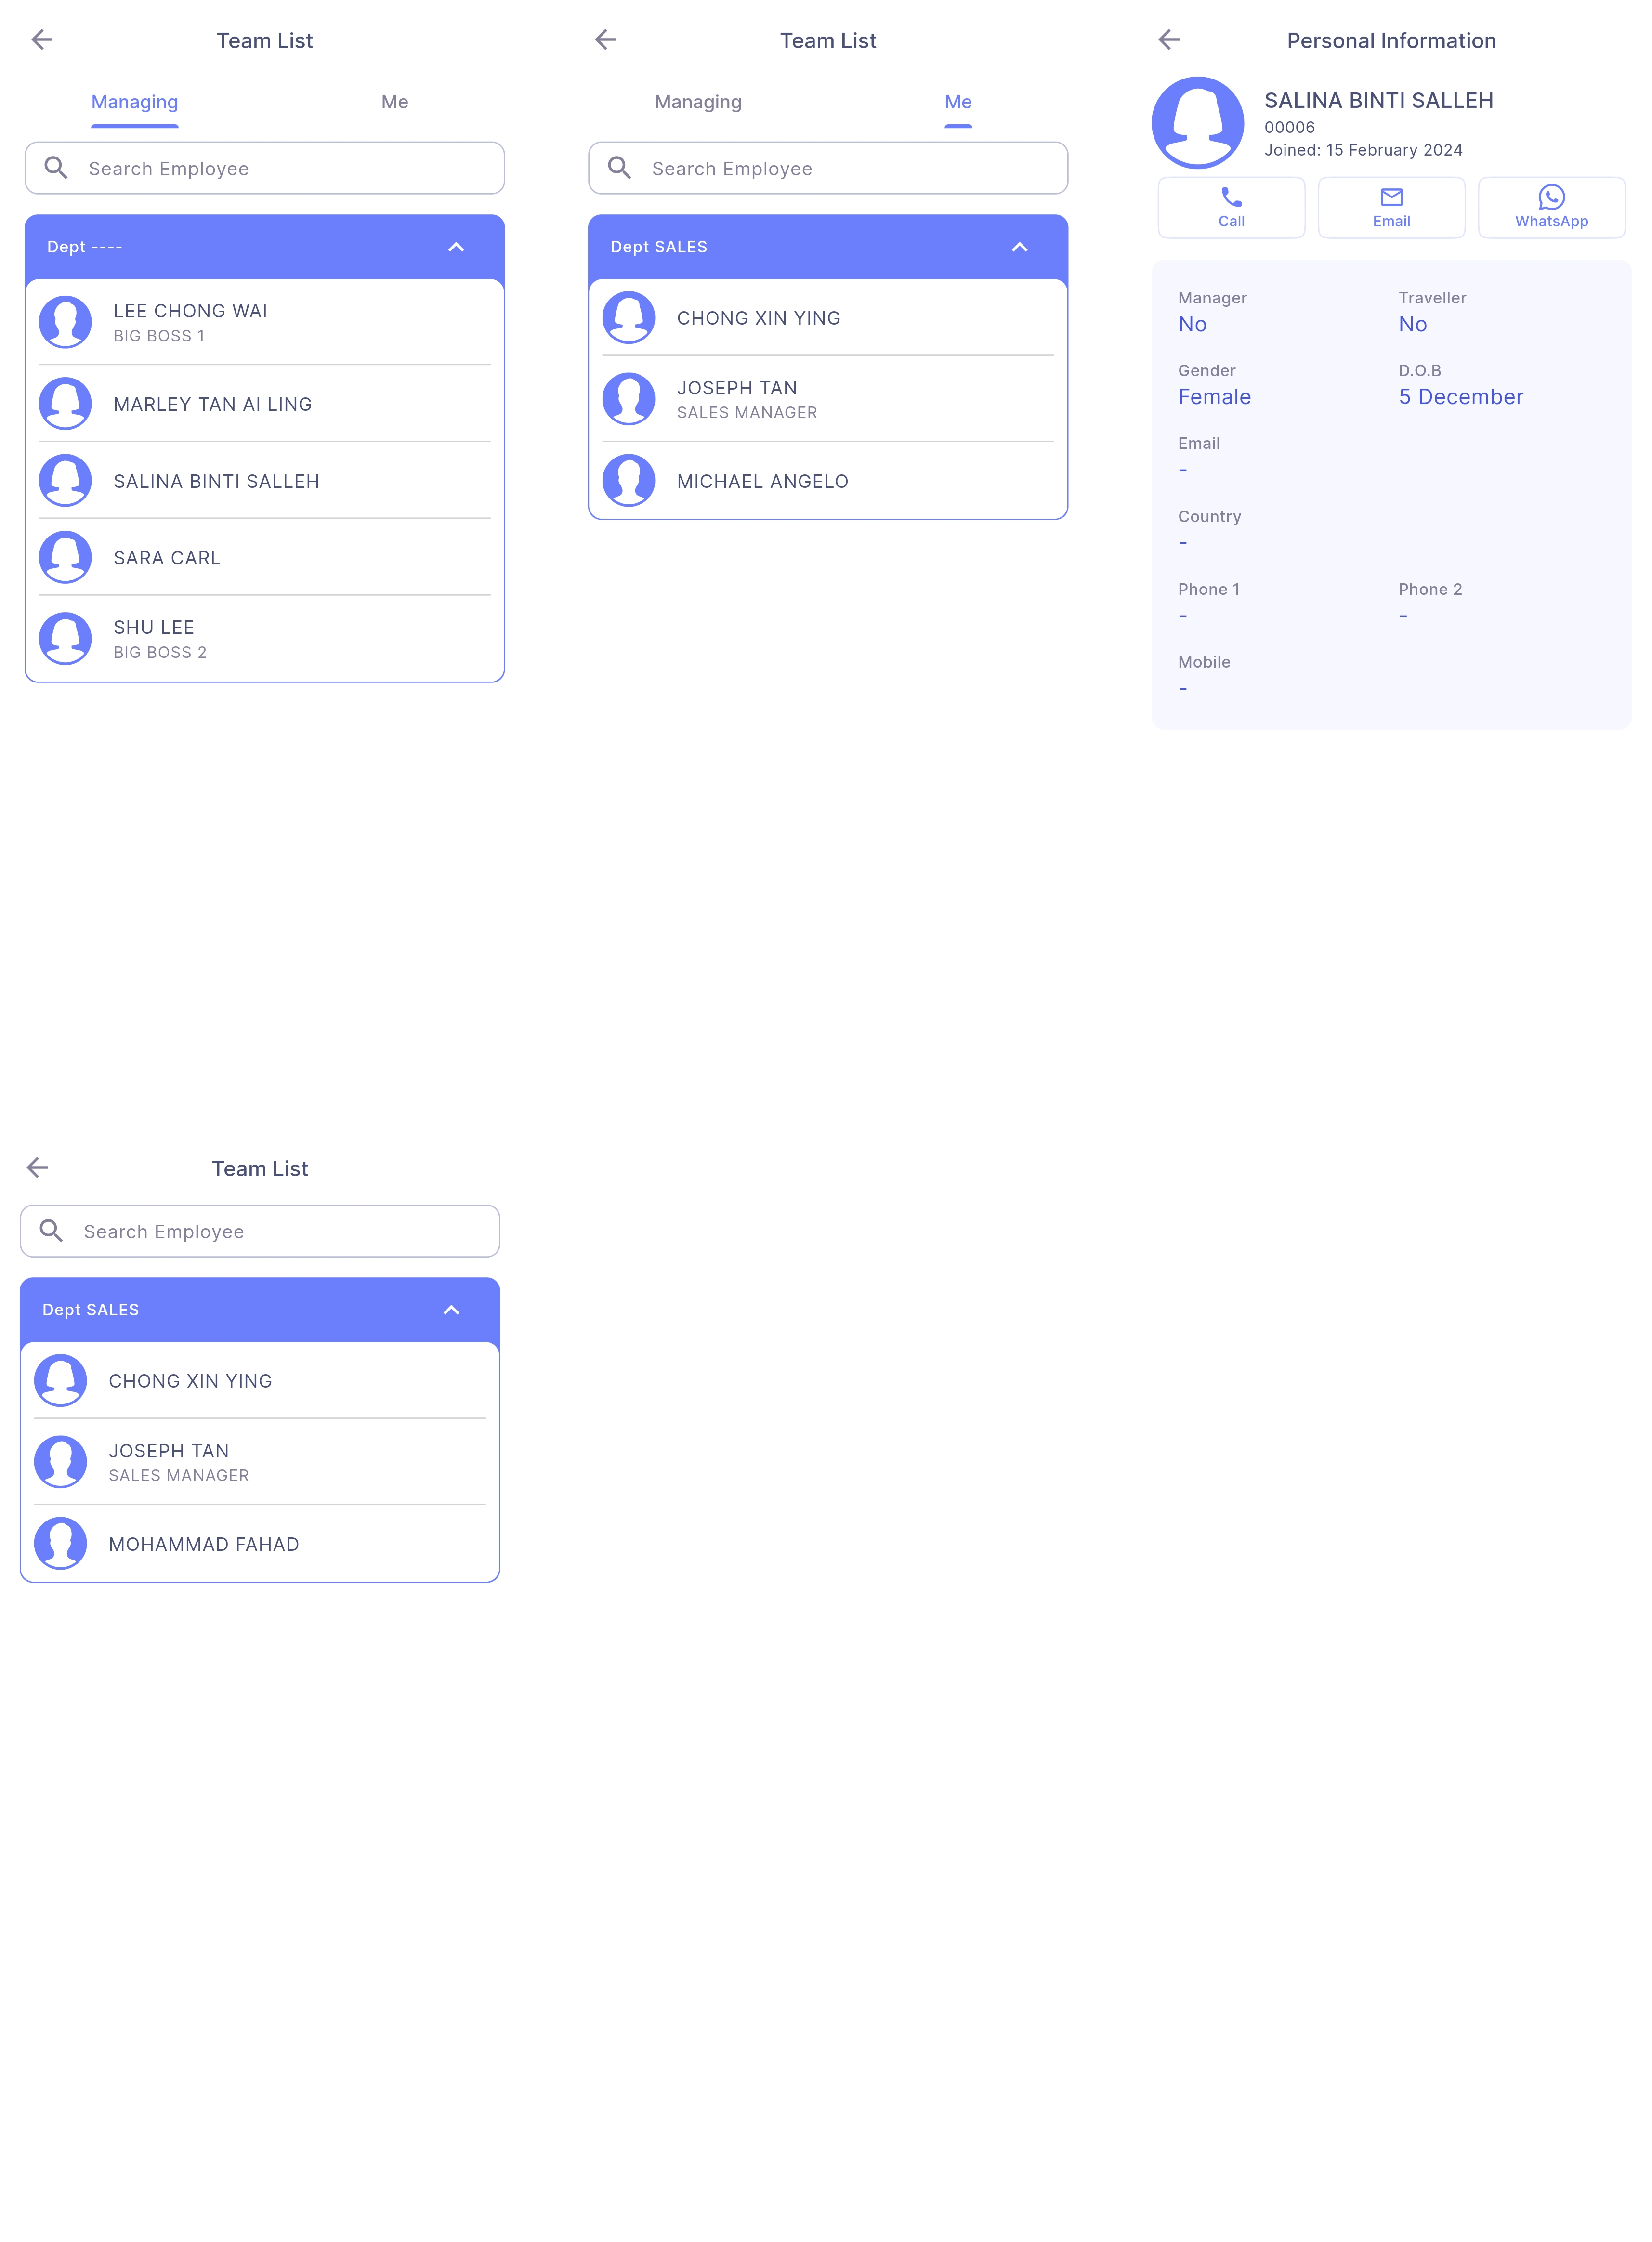 Team List
Managing
Me
Search Employee
Dept ----
LEE CHONG WAI
BIG BOSS 1
MARLEY TAN AI LING
SALINA BINTI SALLEH
SARA CARL
SHU LEE
BIG BOSS 2
Team List
Managing
Me
Search Employee
Dept SALES
CHONG XIN YING
JOSEPH TAN
SALES MANAGER
MICHAEL ANGELO
Personal Information
SALINA BINTI SALLEH
00006
Joined: 15 February 2024
Call
Email
WhatsApp
Manager
No
Traveller
No
Gender
Female
D.O.B
5 December
Email
-
Country
-
Phone 1
-
Phone 2
-
Mobile
-
Team List
Search Employee
Dept SALES
CHONG XIN YING
JOSEPH TAN
SALES MANAGER
MOHAMMAD FAHAD